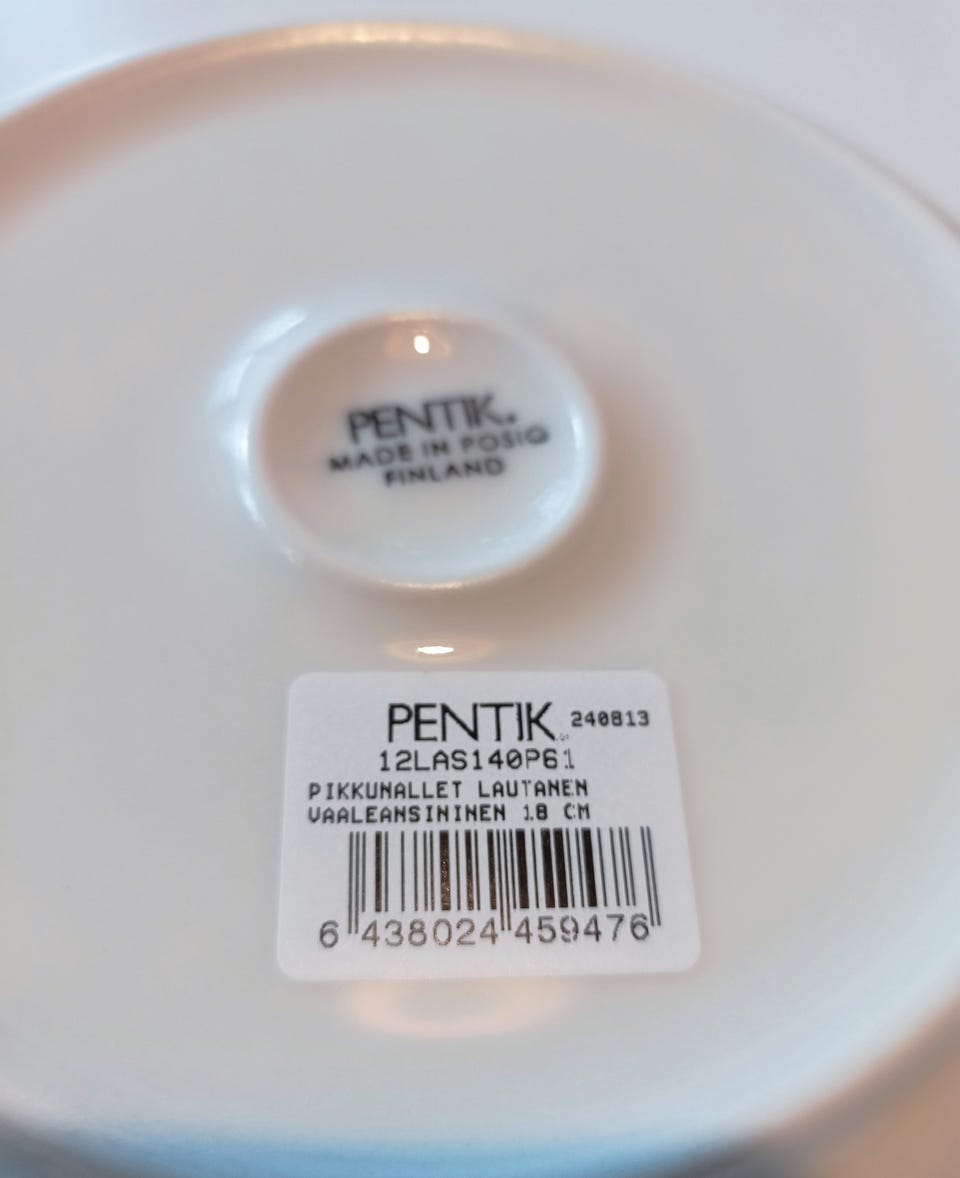 PENTIK.
MADE IN POSIO
FINLAND
PENTIK. 240813
12LAS140P61
PIKKUNALLET LAUTANEN
VAALEANSININEN 18 CM
6 438024 459476